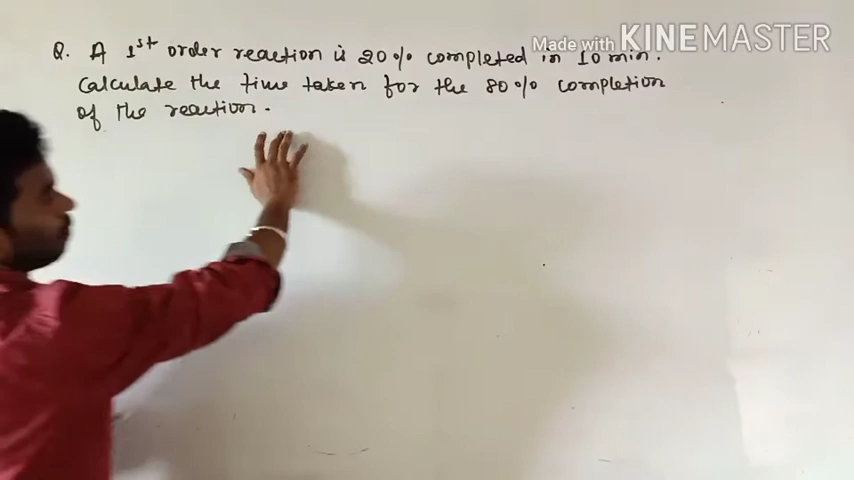 Q. A 1st order reaction is 20% completed in 10 min.
Calculate the time taken for the 80% completion
of the reaction.
Made with KINEMASTER